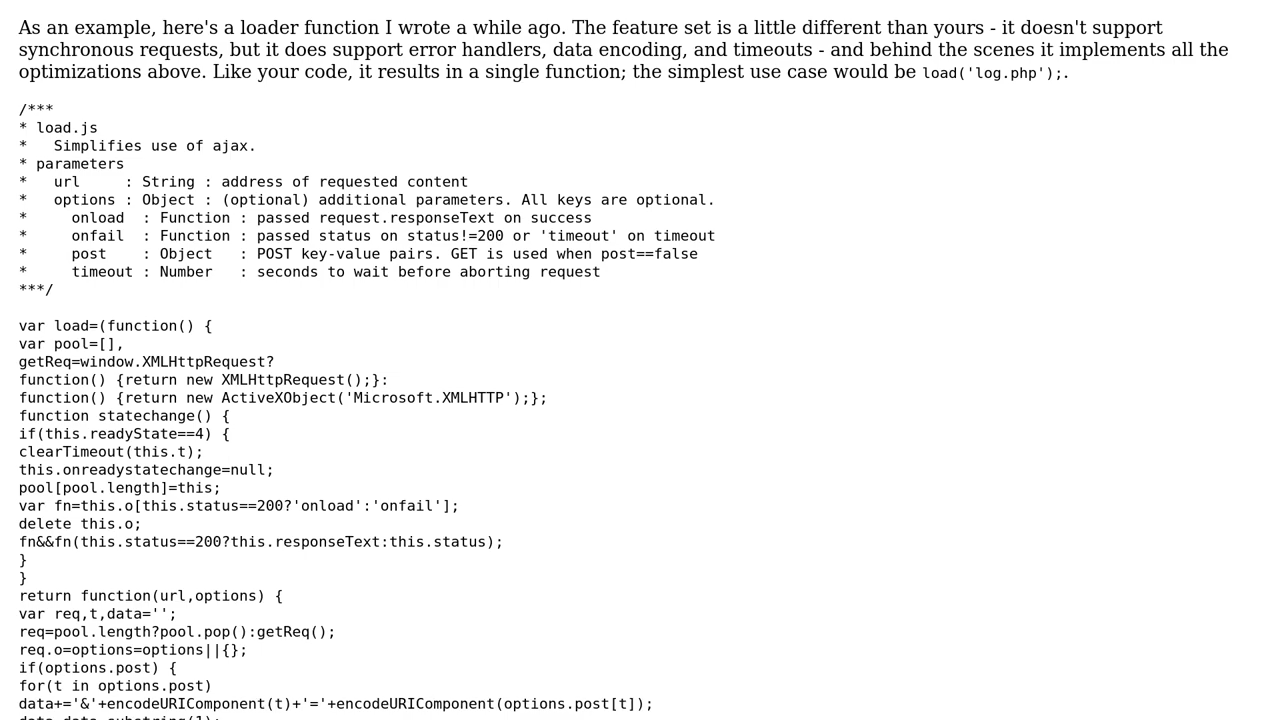 As an example, here's a loader function I wrote a while ago. The feature set is a little different than yours - it doesn't support
synchronous requests, but it does support error handlers, data encoding, and timeouts - and behind the scenes it implements all the
optimizations above. Like your code, it results in a single function; the simplest use case would be load('log.php');.
/***
* load.js
*   Simplifies use of ajax.
* parameters
*   url     : String : address of requested content
*   options : Object : (optional) additional parameters. All keys are optional.
*     onload  : Function : passed request.responseText on success
*     onfail  : Function : passed status on status!=200 or 'timeout' on timeout
*     post    : Object   : POST key-value pairs. GET is used when post==false
*     timeout : Number   : seconds to wait before aborting request
***/
var load=(function() {
var pool=[],
getReq=window.XMLHttpRequest?
function() {return new XMLHttpRequest();}:
function() {return new ActiveXObject('Microsoft.XMLHTTP');};
function statechange() {
if(this.readyState==4) {
clearTimeout(this.t);
this.onreadystatechange=null;
pool[pool.length]=this;
var fn=this.o[this.status==200?'onload':'onfail'];
delete this.o;
fn&&fn(this.status==200?this.responseText:this.status);
}
}
return function(url,options) {
var req,t,data='';
req=pool.length?pool.pop():getReq();
req.o=options=options||{};
if(options.post) {
for(t in options.post)
data+='&'+encodeURIComponent(t)+'='+encodeURIComponent(options.post[t]);
data=data.substring(1);